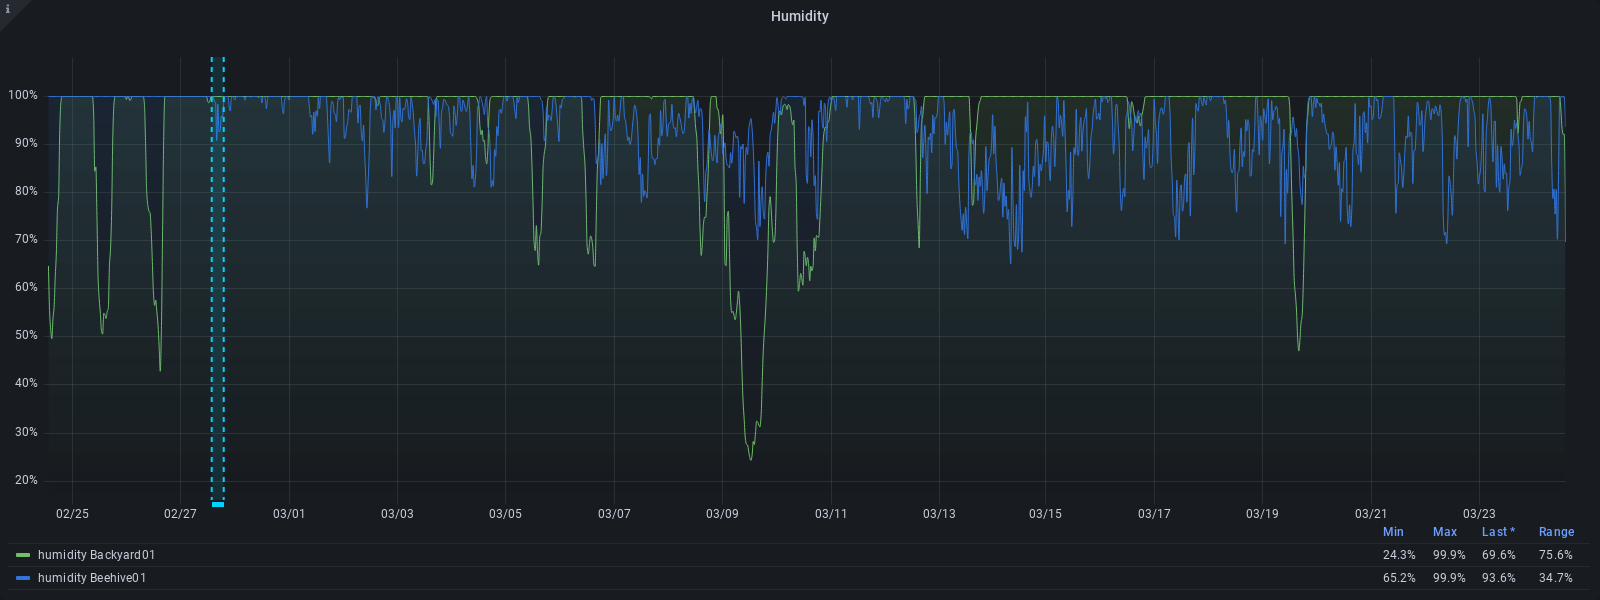 i
Humidity
100%
90%
80%
70%
60%
50%
40%
30%
20%
02/25 02/27 03/01 03/03 03/05 03/07 03/09 03/11 03/13 03/15 03/17 03/19 03/21 03/23
Min Max Last * Range
humidity Backyard01 24.3% 99.9% 69.6% 75.6%
humidity Beehive01 65.2% 99.9% 93.6% 34.7%